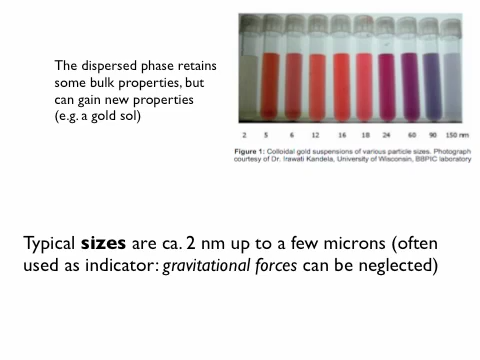 The dispersed phase retains
some bulk properties, but
can gain new properties
(e.g. a gold sol)
2 5 6 12 16 18 24 60 90 150 nm
Figure 1: Colloidal gold suspensions of various particle sizes. Photograph
courtesy of Dr. Irawati Kandela, University of Wisconsin, BBPIC laboratory
Typical sizes are ca. 2 nm up to a few microns (often
used as indicator: gravitational forces can be neglected)